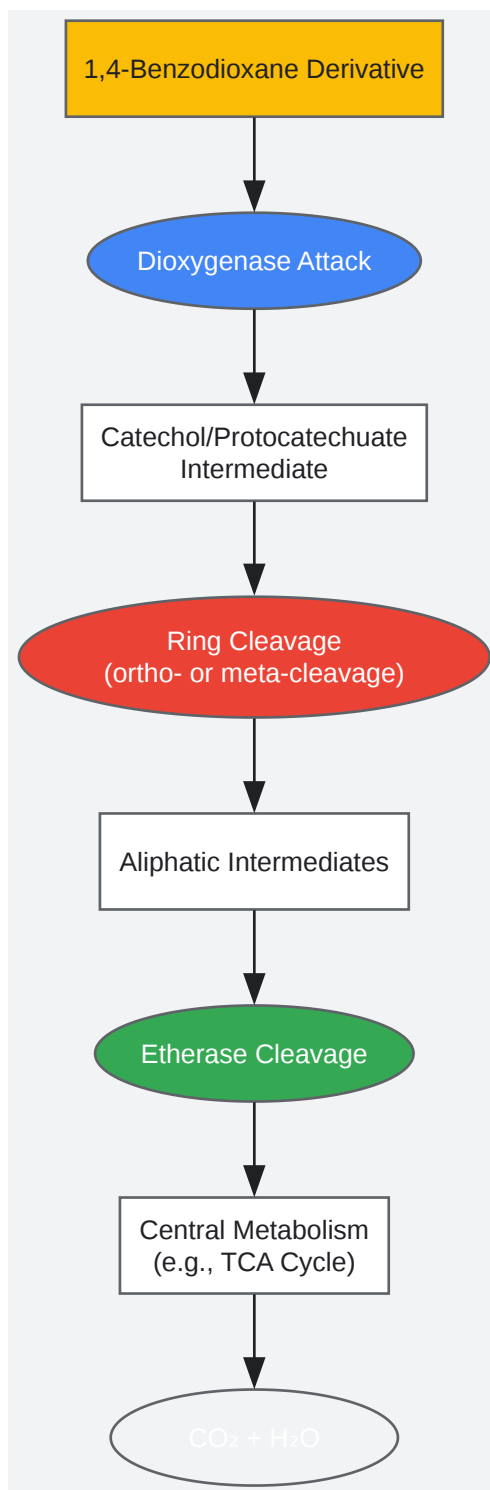 1,4-Benzodioxane Derivative
Dioxygenase Attack
Catechol/Protocatechuate
Intermediate
Ring Cleavage
(ortho- or meta-cleavage)
Aliphatic Intermediates
Etherase Cleavage
Central Metabolism
(e.g., TCA Cycle)
CO₂ + H₂O